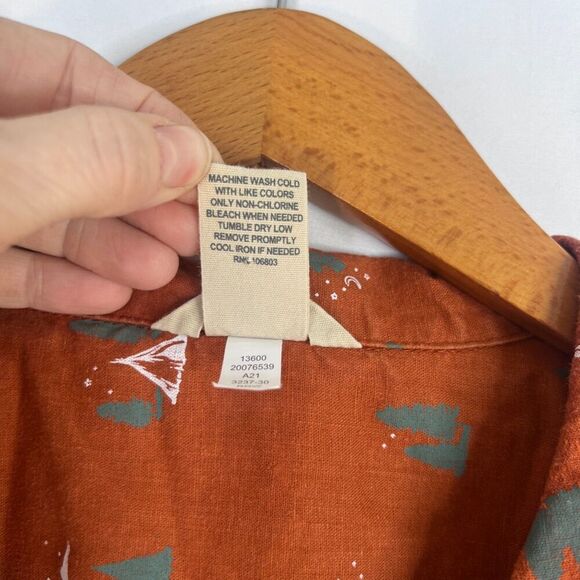 MACHINE WASH COLD
WITH LIKE COLORS
ONLY NON-CHLORINE
BLEACH WHEN NEEDED
TUMBLE DRY LOW
REMOVE PROMPTLY
COOL IRON IF NEEDED
RN# 106803
13600
20076539
A21
3237-30